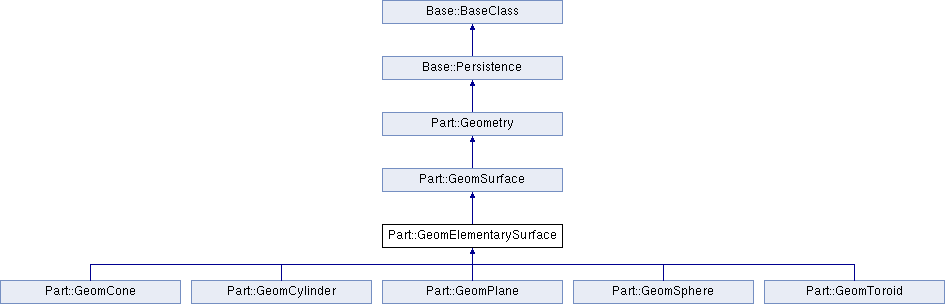 Base::BaseClass
Base::Persistence
Part::Geometry
Part::GeomSurface
Part::GeomElementarySurface
Part::GeomCone
Part::GeomCylinder
Part::GeomPlane
Part::GeomSphere
Part::GeomToroid